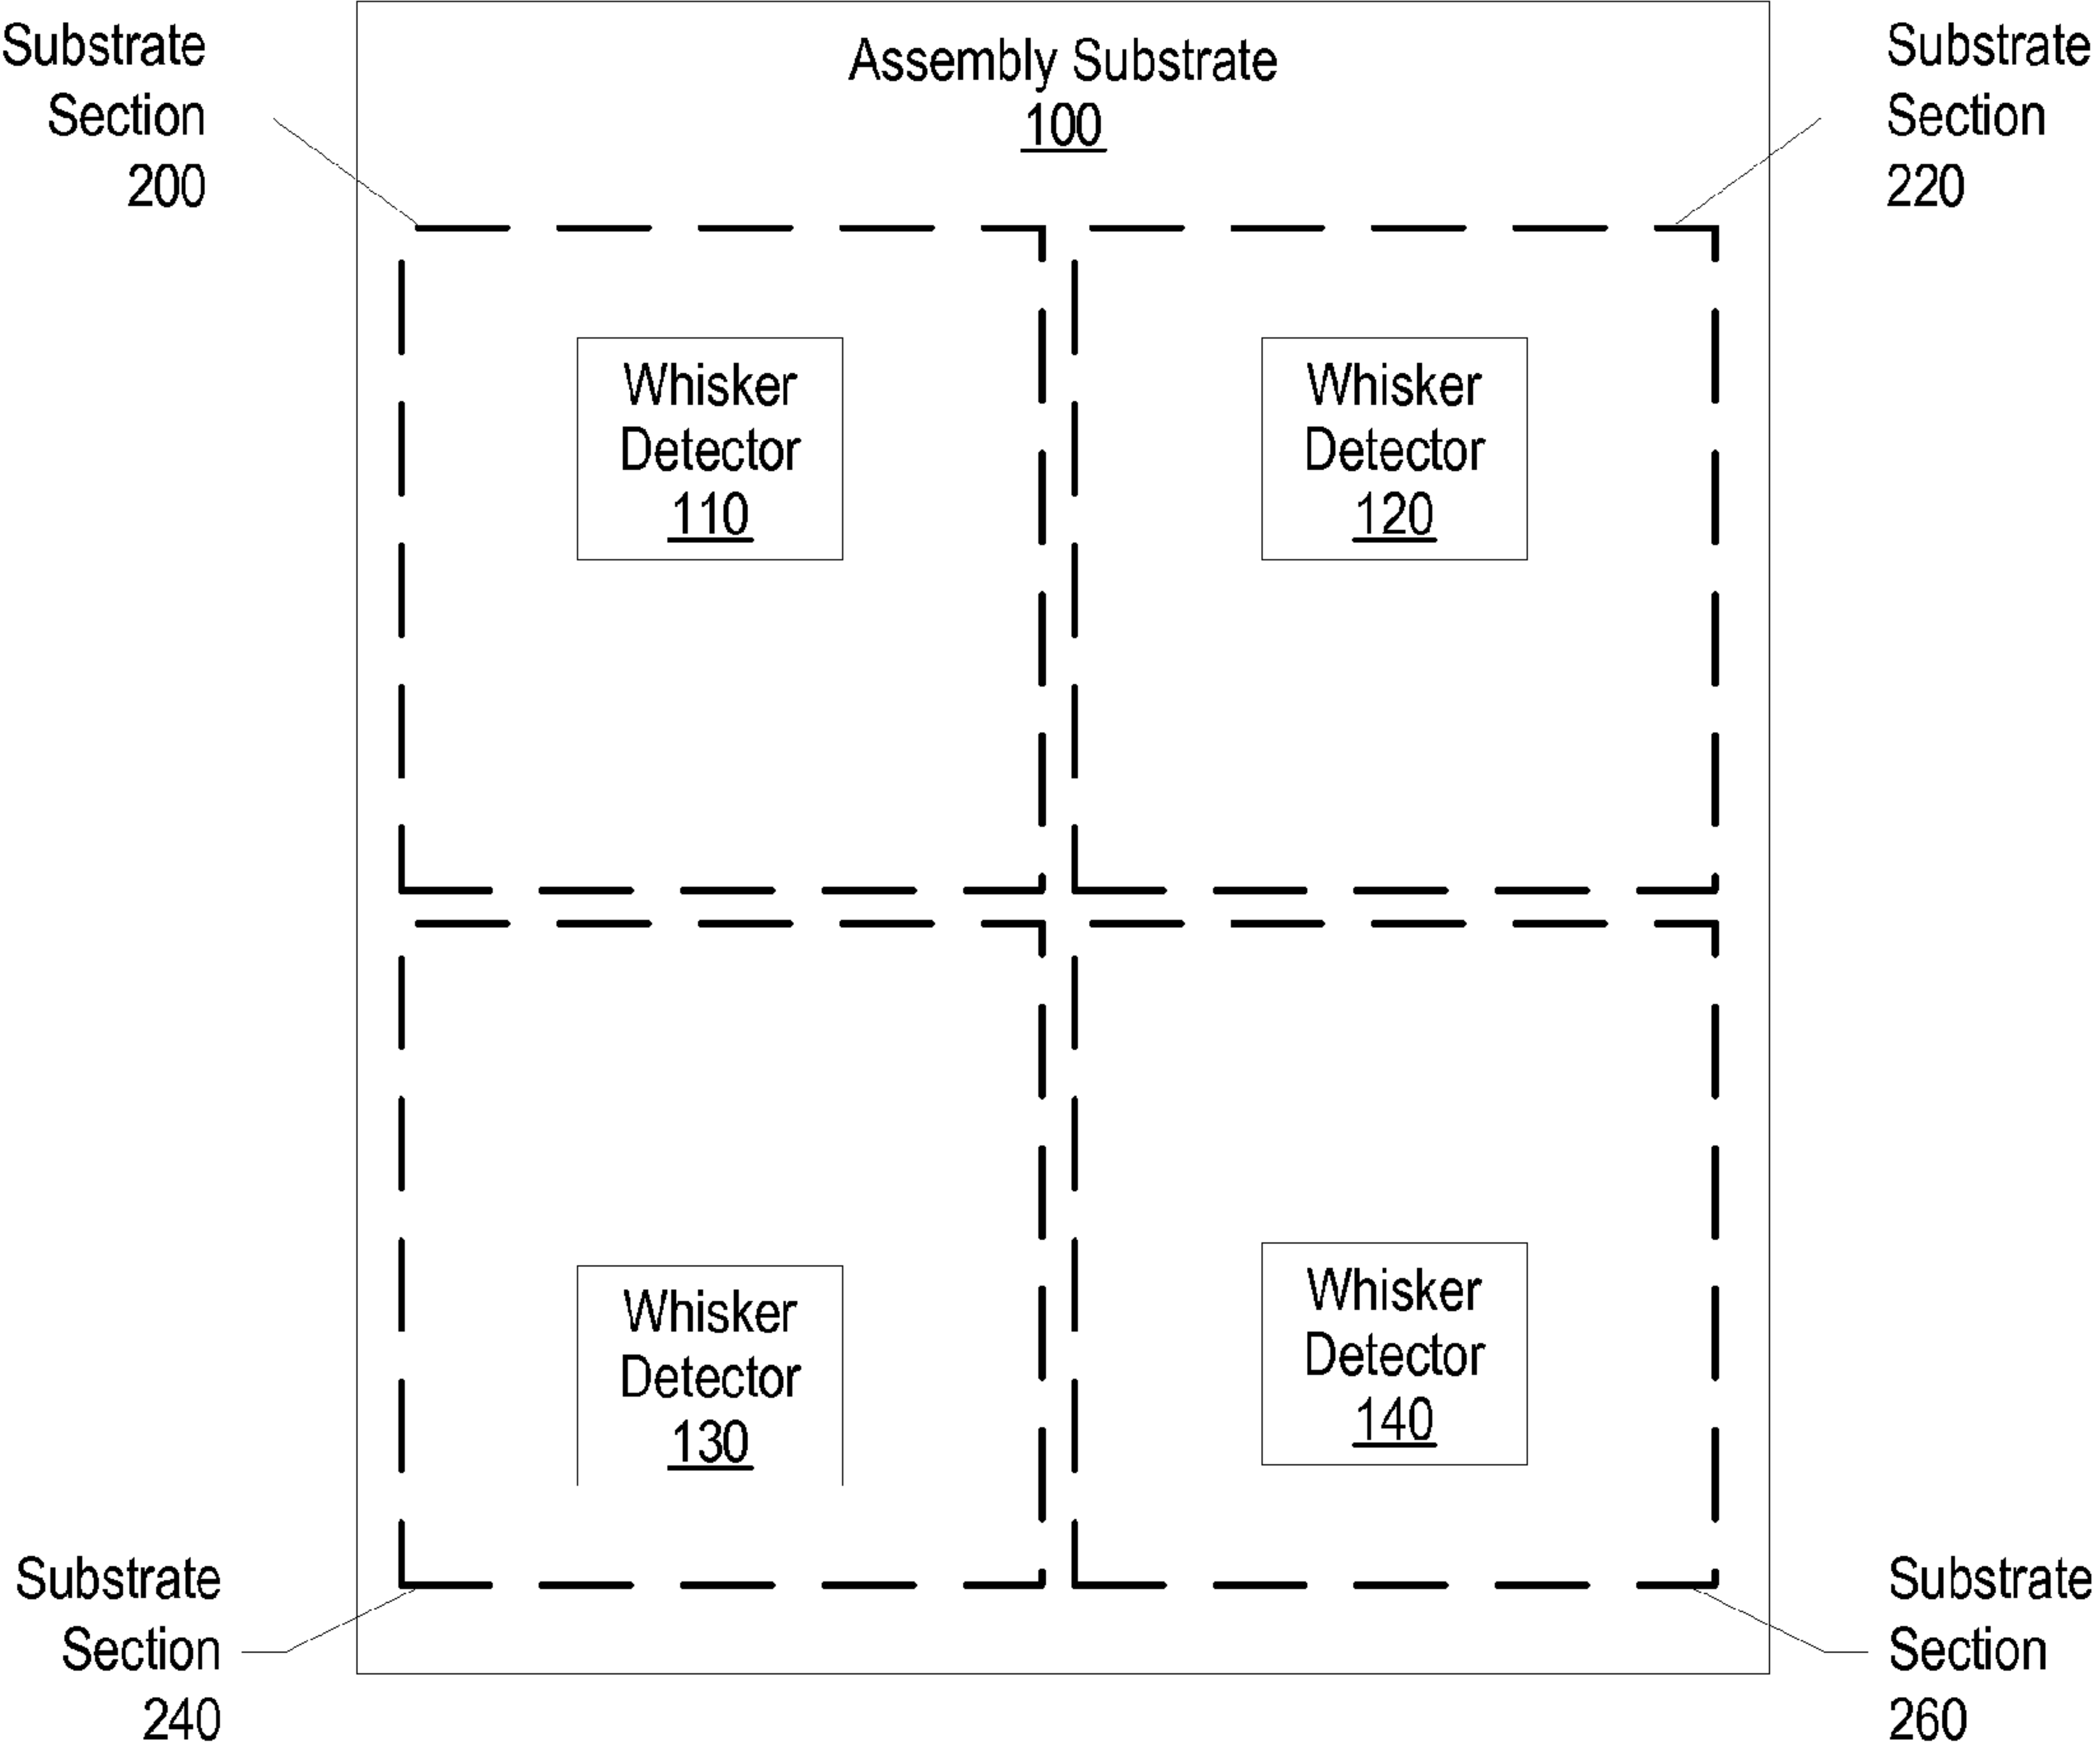 Substrate
Section
200
Assembly Substrate
100
Substrate
Section
220
Whisker
Detector
110
Whisker
Detector
120
Whisker
Detector
130
Whisker
Detector
140
Substrate
Section
240
Substrate
Section
260